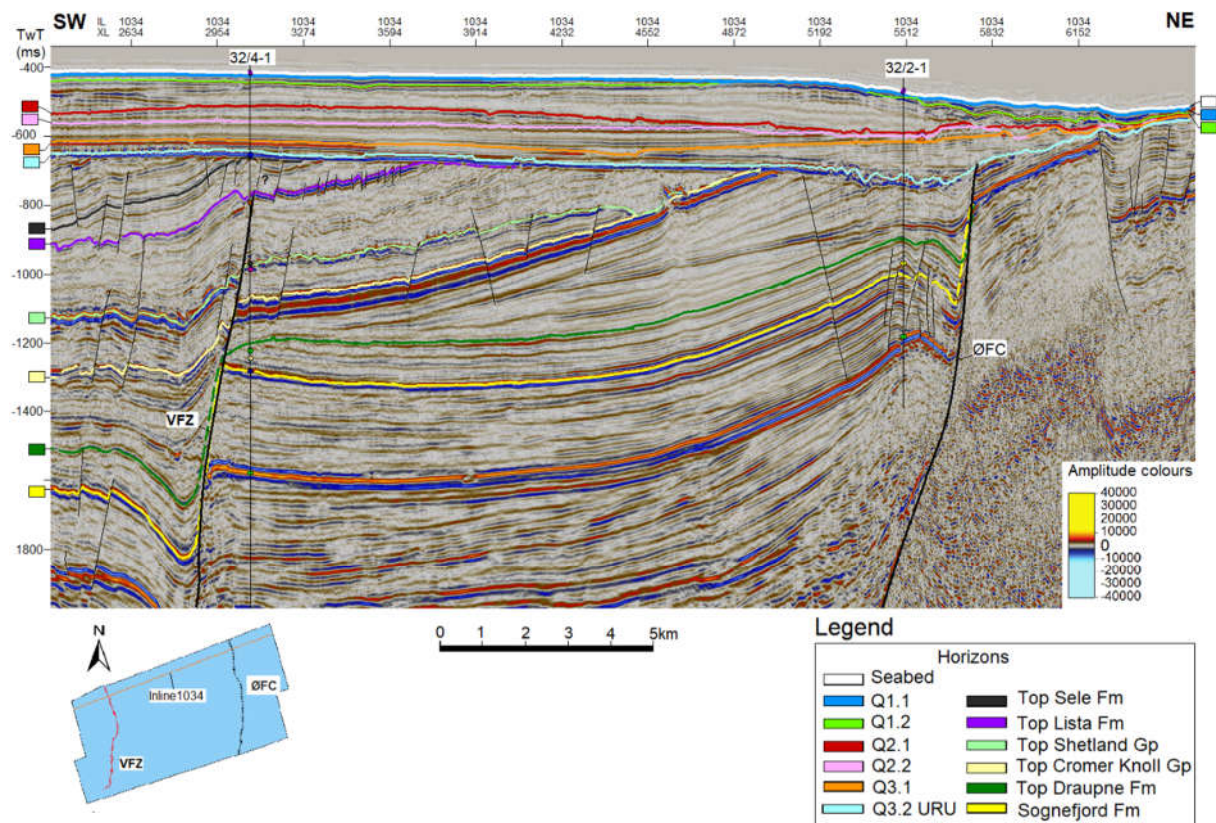 SW
NE
TwT
(ms)
IL 1034 1034 1034 1034 1034 1034 1034 1034 1034 1034 1034 1034
XL 2634 2954 3274 3594 3914 4232 4552 4872 5192 5512 5832 6152
32/4-1
32/2-1
-400
-600
-800
-1000
-1200
-1400
1800
?
VFZ
ØFC
Amplitude colours
40000
30000
20000
10000
0
-10000
-20000
-30000
-40000
N
Inline1034
ØFC
VFZ
0 1 2 3 4 5km
Legend
Horizons
Seabed
Q1.1
Q1.2
Q2.1
Q2.2
Q3.1
Q3.2 URU
Top Sele Fm
Top Lista Fm
Top Shetland Gp
Top Cromer Knoll Gp
Top Draupne Fm
Sognefjord Fm